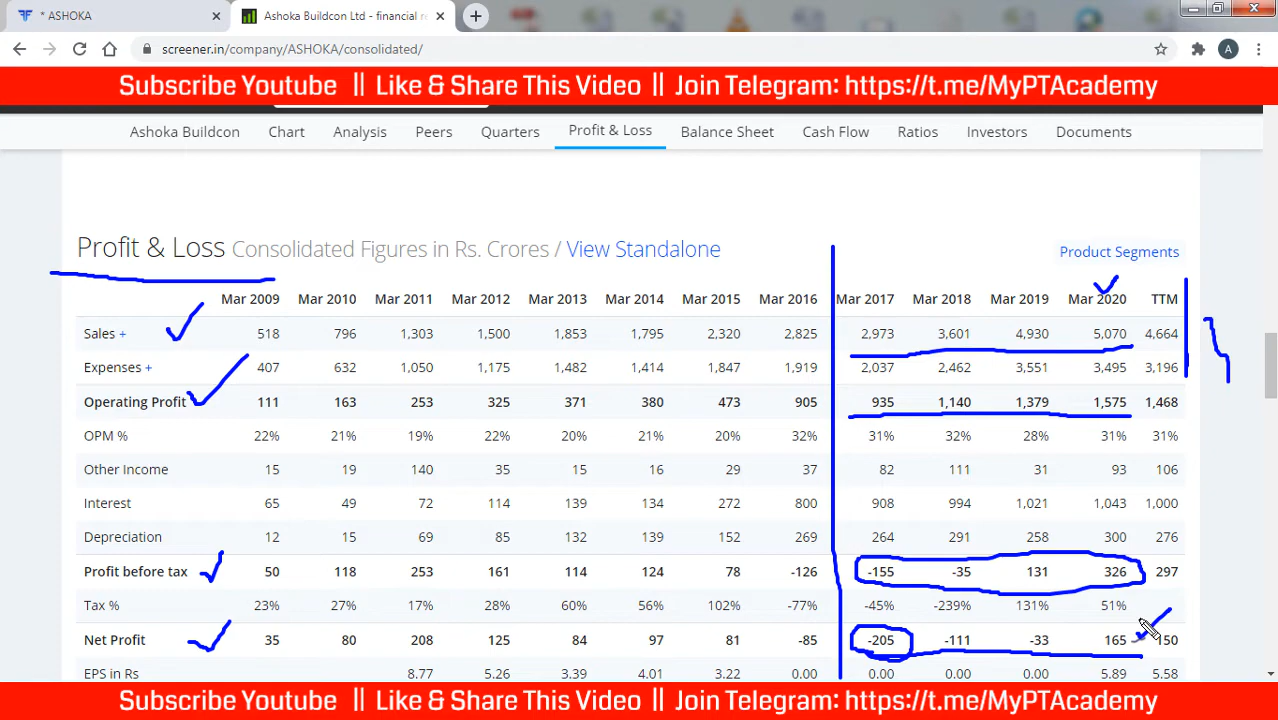 * ASHOKA
Ashoka Buildcon Ltd - financial re
screener.in/company/ASHOKA/consolidated/
A
Subscribe Youtube || Like & Share This Video || Join Telegram: https://t.me/MyPTAcademy
Ashoka Buildcon Chart Analysis Peers Quarters Profit & Loss Balance Sheet Cash Flow Ratios Investors Documents
Profit & Loss Consolidated Figures in Rs. Crores / View Standalone
Product Segments
Mar 2009 Mar 2010 Mar 2011 Mar 2012 Mar 2013 Mar 2014 Mar 2015 Mar 2016 Mar 2017 Mar 2018 Mar 2019 Mar 2020 TTM
Sales + 518 796 1,303 1,500 1,853 1,795 2,320 2,825 2,973 3,601 4,930 5,070 4,664
Expenses + 407 632 1,050 1,175 1,482 1,414 1,847 1,919 2,037 2,462 3,551 3,495 3,196
Operating Profit 111 163 253 325 371 380 473 905 935 1,140 1,379 1,575 1,468
OPM % 22% 21% 19% 22% 20% 21% 20% 32% 31% 32% 28% 31% 31%
Other Income 15 19 140 35 15 16 29 37 82 111 31 93 106
Interest 65 49 72 114 139 134 272 800 908 994 1,021 1,043 1,000
Depreciation 12 15 69 85 132 139 152 269 264 291 258 300 276
Profit before tax 50 118 253 161 114 124 78 -126 -155 -35 131 326 297
Tax % 23% 27% 17% 28% 60% 56% 102% -77% -45% -239% 131% 51%
Net Profit 35 80 208 125 84 97 81 -85 -205 -111 -33 165 150
EPS in Rs 8.77 5.26 3.39 4.01 3.22 0.00 0.00 0.00 0.00 5.89 5.58
Subscribe Youtube || Like & Share This Video || Join Telegram: https://t.me/MyPTAcademy